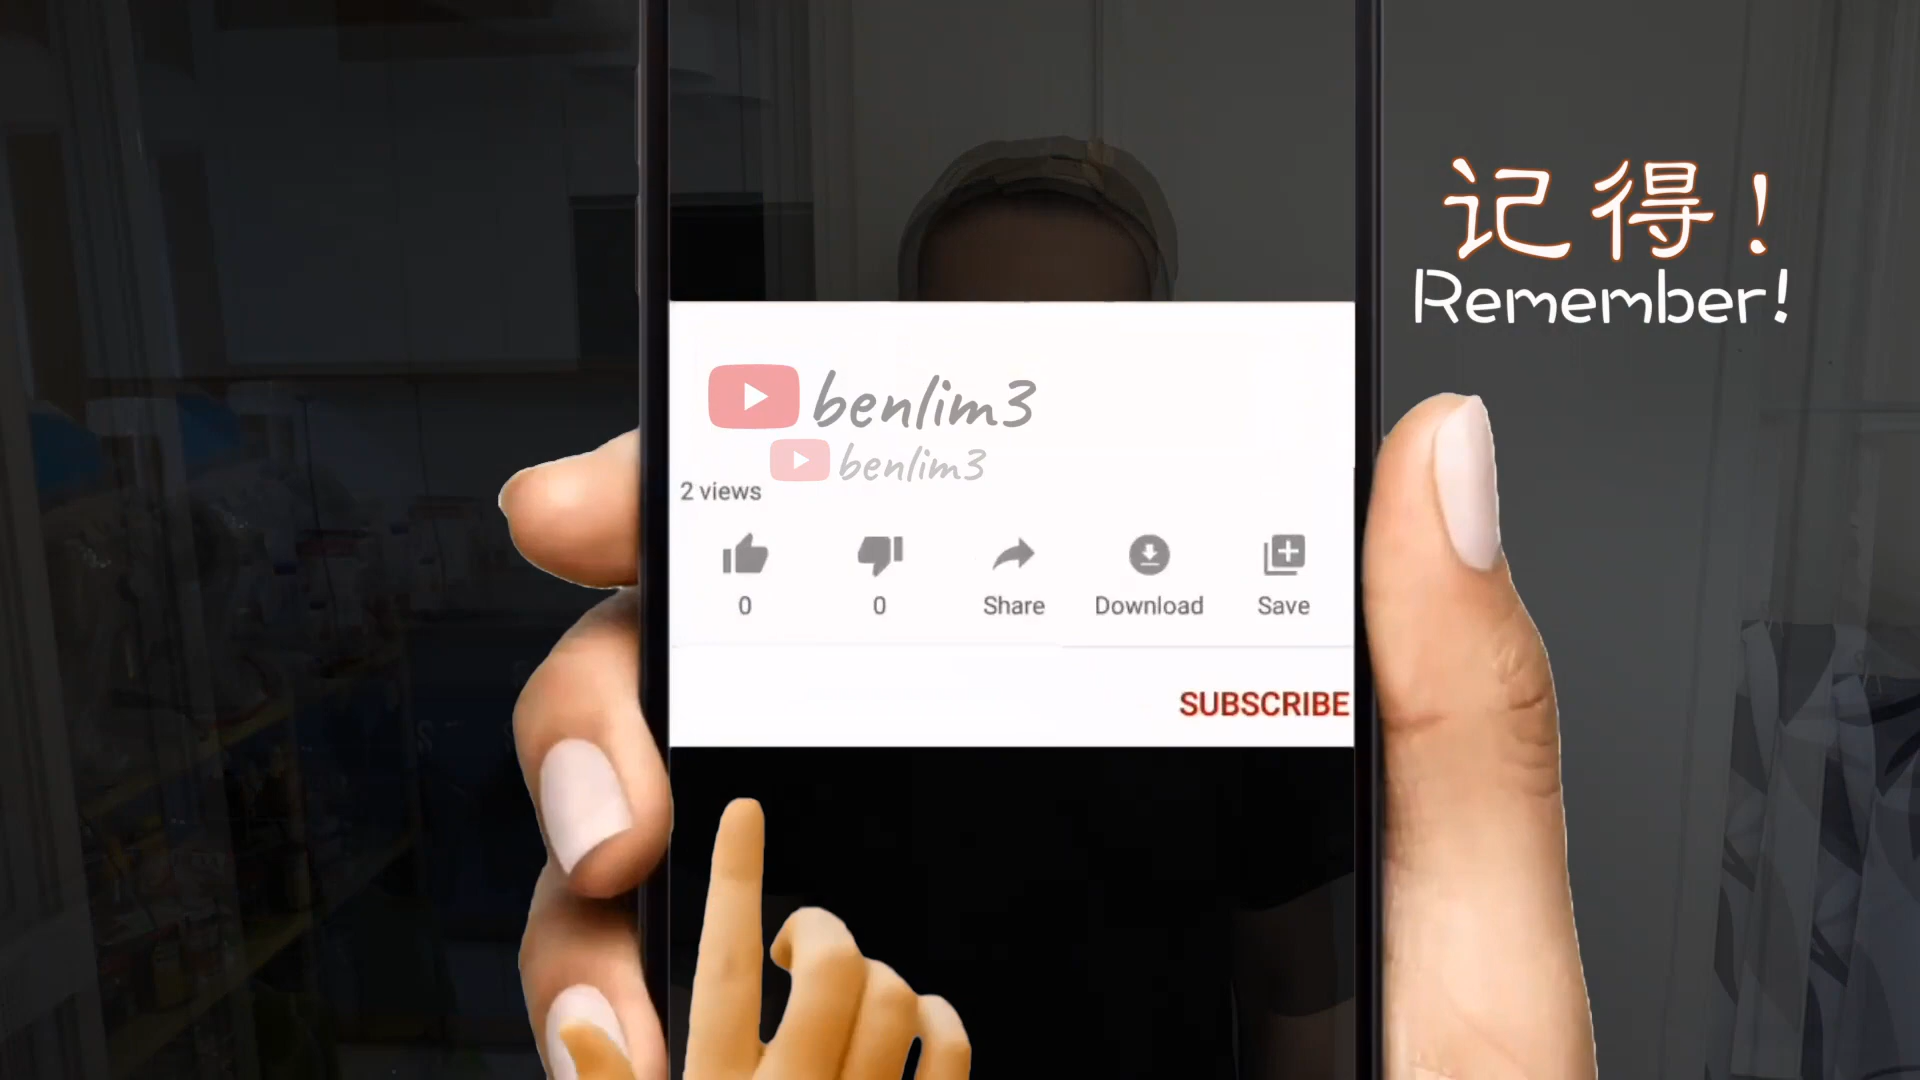 记得!
Remember!
benlim3
benlim3
2 views
0
0
Share
Download
Save
SUBSCRIBE